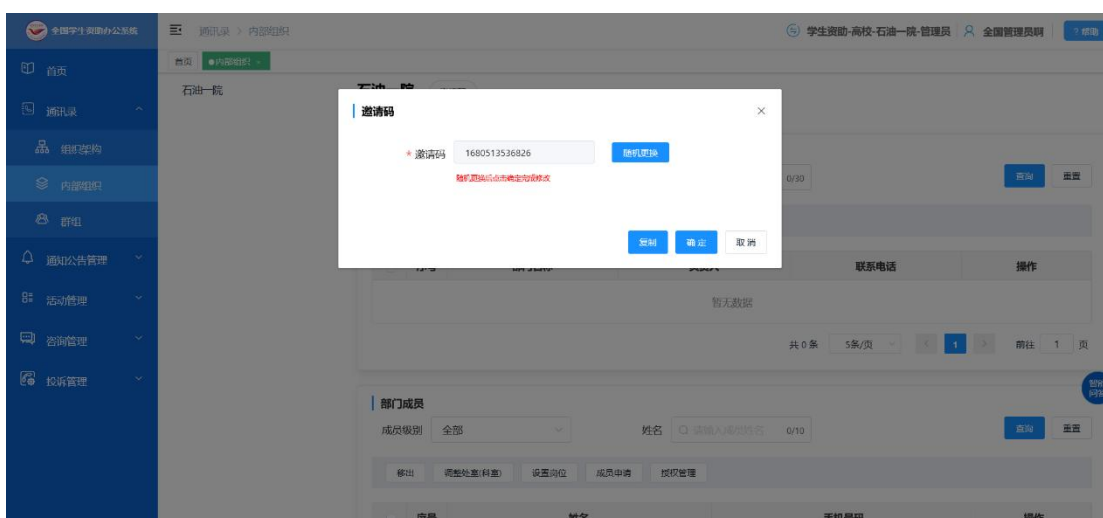 全国学生资助办公系统
通讯录 > 内部组织
学生资助-高校-石油一院-管理员
全国管理员啊
? 帮助
首页
通讯录
组织架构
内部组织
群组
通知公告管理
活动管理
咨询管理
投诉管理
首页
内部组织 ×
石油一院
石油一院
邀请码
* 邀请码 1680513536826 随机更换
随机更换后点击确定完成修改
复制 确定 取消
0/30 查询 重置
联系电话 操作
暂无数据
共 0 条 5条/页 1 前往 1 页
智能
问答
部门成员
成员级别 全部 姓名 请输入成员姓名 0/10 查询 重置
移出 调整处室(科室) 设置岗位 成员申请 授权管理
序号 姓名 手机号码 操作